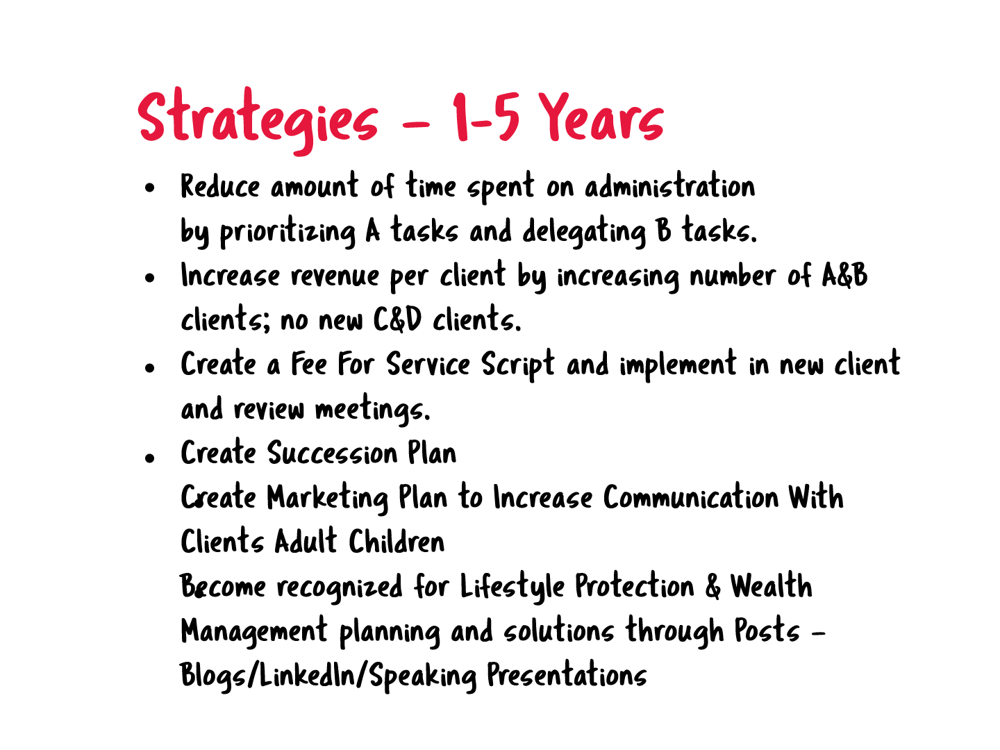 Strategies - 1-5 Years
• Reduce amount of time spent on administration
by prioritizing A tasks and delegating B tasks.
• Increase revenue per client by increasing number of A&B
clients; no new C&D clients.
• Create a Fee For Service Script and implement in new client
and review meetings.
• Create Succession Plan
Create Marketing Plan to Increase Communication With
Clients Adult Children
Become recognized for Lifestyle Protection & Wealth
Management planning and solutions through Posts -
Blogs/LinkedIn/Speaking Presentations